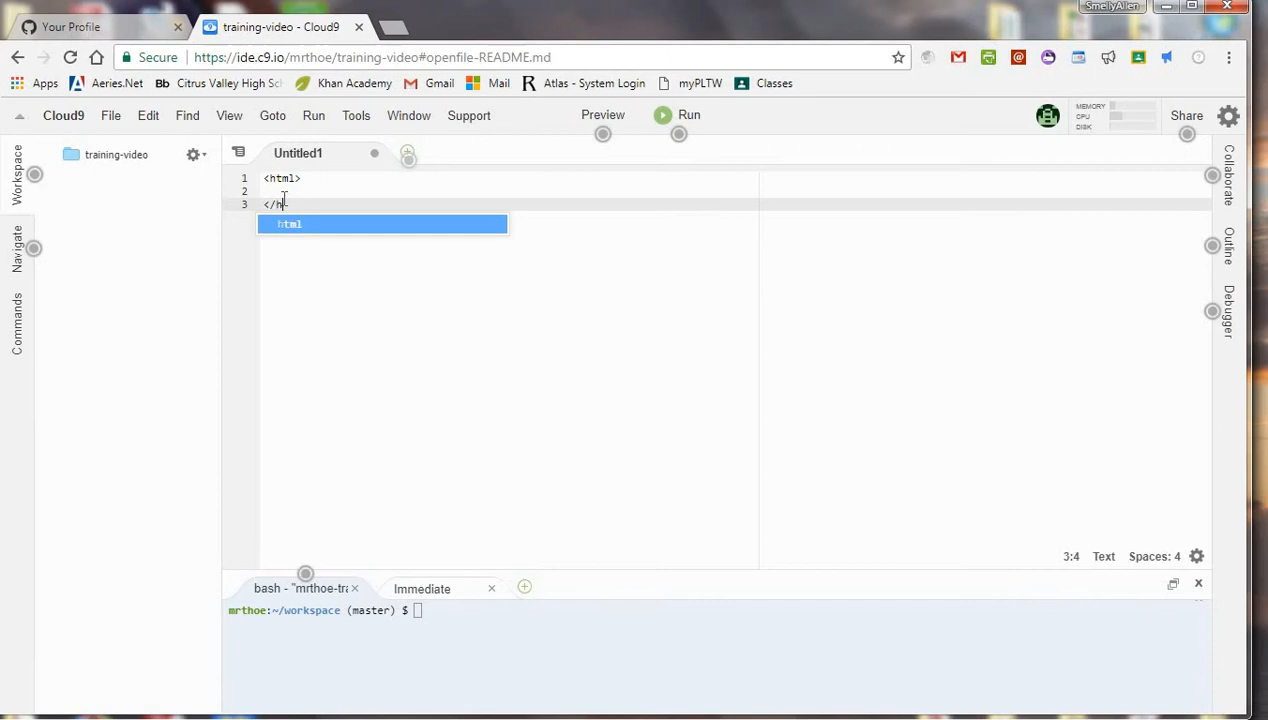 SmellyAllen
Your Profile
training-video - Cloud9
Secure
https://ide.c9.io/mrthoe/training-video#openfile-README.md
Apps
Aeries.Net
Bb Citrus Valley High Sch
Khan Academy
Gmail
Mail
R Atlas - System Login
myPLTW
Classes
Cloud9 File Edit Find View Goto Run Tools Window Support
Preview
Run
MEMORY
CPU
DISK
Share
Workspace
Navigate
Commands
training-video
Untitled1
1 <html>
2
3 </h
html
Collaborate
Outline
Debugger
3:4 Text Spaces: 4
bash - "mrthoe-tra
Immediate
mrthoe:~/workspace (master) $